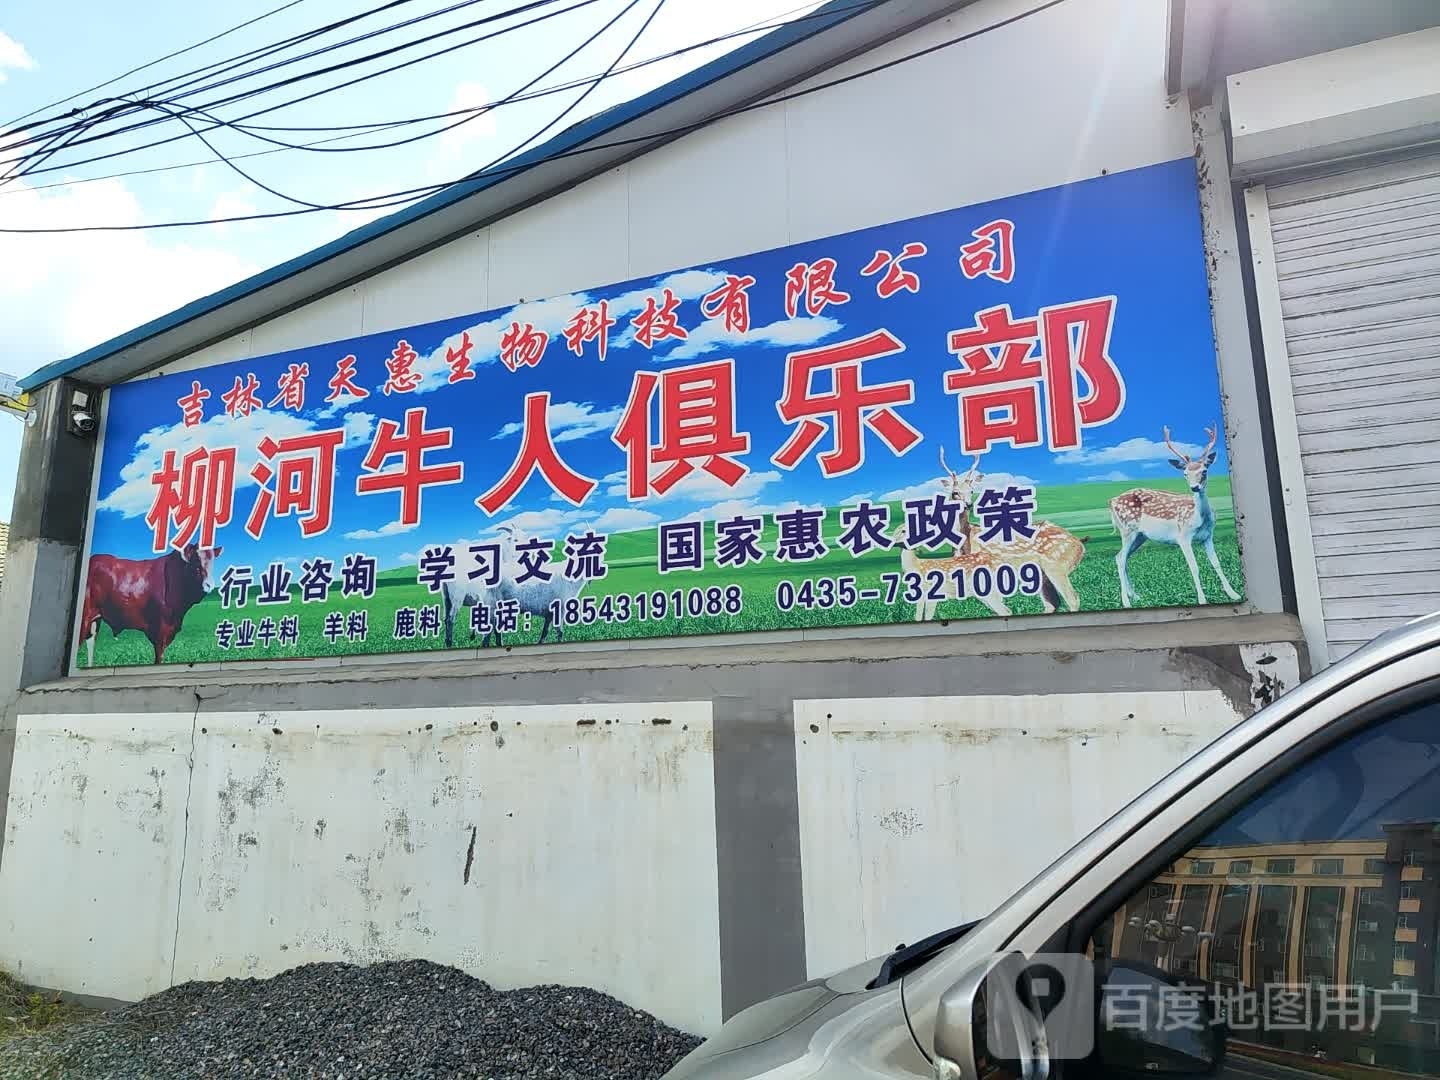 吉林省天惠生物科技有限公司
柳河牛人俱乐部
行业咨询 学习交流 国家惠农政策
专业牛料 羊料 鹿料 电话：18543191088 0435-7321009
百度地图用户